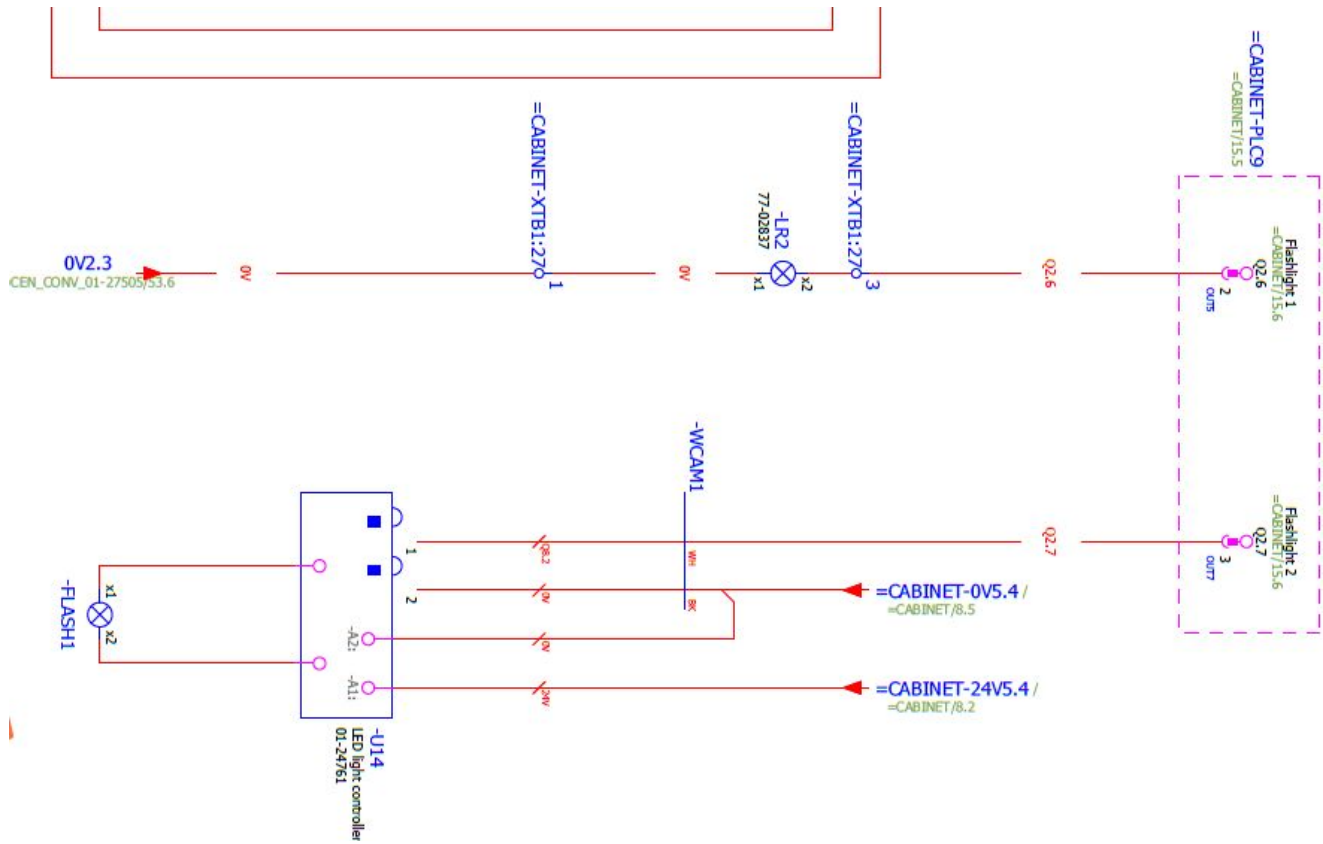 =CABINET-PLC9
=CABINET/15.5
=CABINET-XTB1:27
=CABINET-XTB1:27
-LR2
77-02837
0V2.3
CEN_CONV_01-27505/53.6
0V
1
0V
x1
x2
3
Q2.6
2
OUT5
Flashlight 1
Q2.6
=CABINET/15.6
-WCAM1
1
Q8.2
WH
Q2.7
3
OUT7
Flashlight 2
Q2.7
=CABINET/15.6
2
0V
BK
=CABINET-0V5.4 /
=CABINET/8.5
-FLASH1
x1
x2
-A2:
0V
-A1:
24V
=CABINET-24V5.4 /
=CABINET/8.2
-U14
LED light controller
01-24761